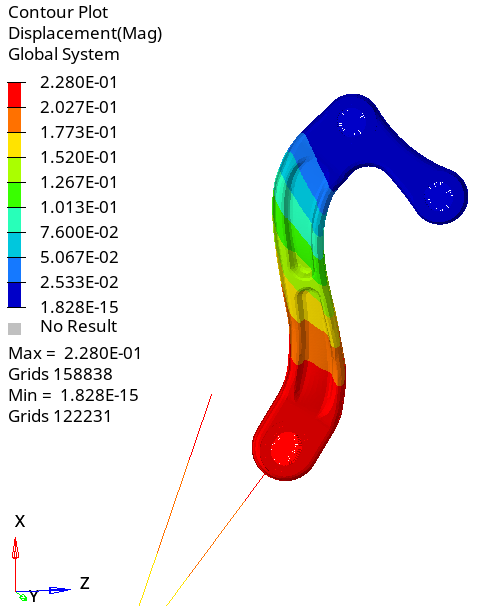 Contour Plot
Displacement(Mag)
Global System
2.280E-01
2.027E-01
1.773E-01
1.520E-01
1.267E-01
1.013E-01
7.600E-02
5.067E-02
2.533E-02
1.828E-15
No Result
Max = 2.280E-01
Grids 158838
Min = 1.828E-15
Grids 122231
X
Z
Y